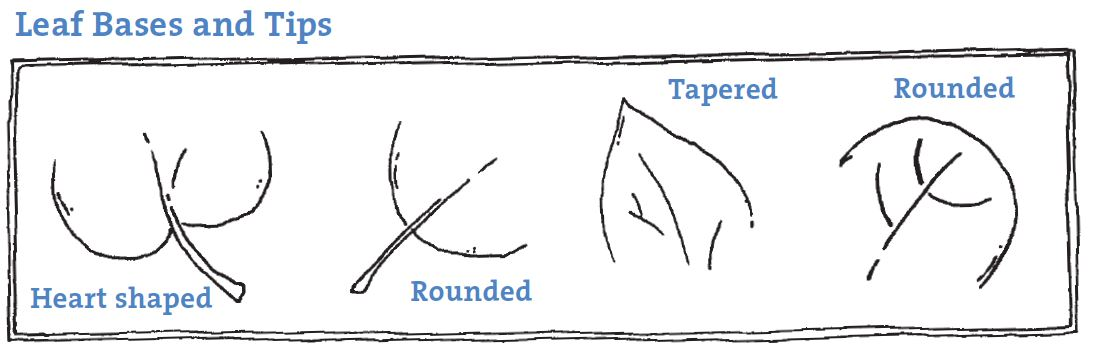 Leaf Bases and Tips
Heart shaped
Rounded
Tapered
Rounded